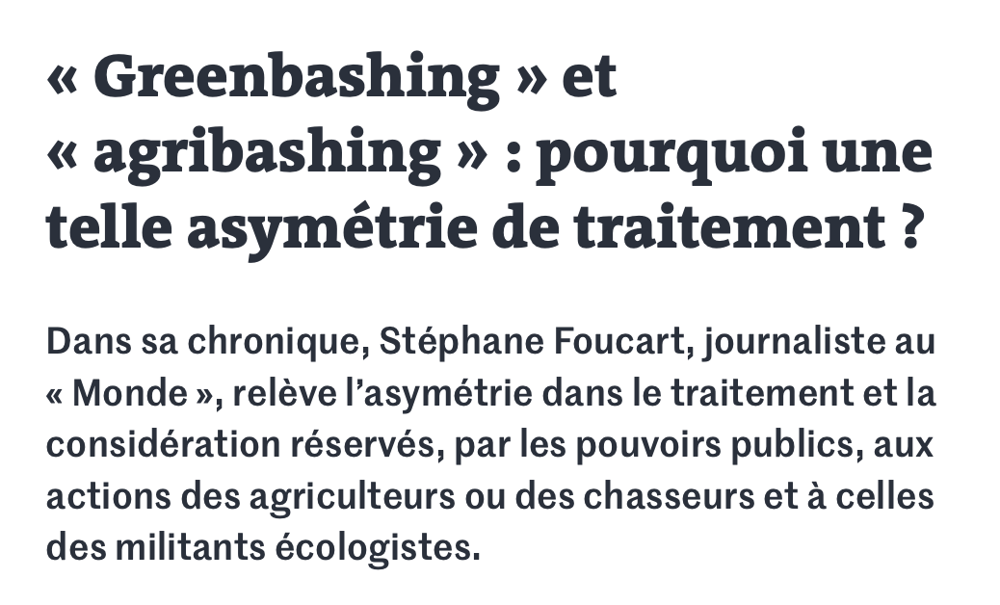 « Greenbashing » et
« agribashing » : pourquoi une
telle asymétrie de traitement ?
Dans sa chronique, Stéphane Foucart, journaliste au
« Monde », relève l’asymétrie dans le traitement et la
considération réservés, par les pouvoirs publics, aux
actions des agriculteurs ou des chasseurs et à celles
des militants écologistes.